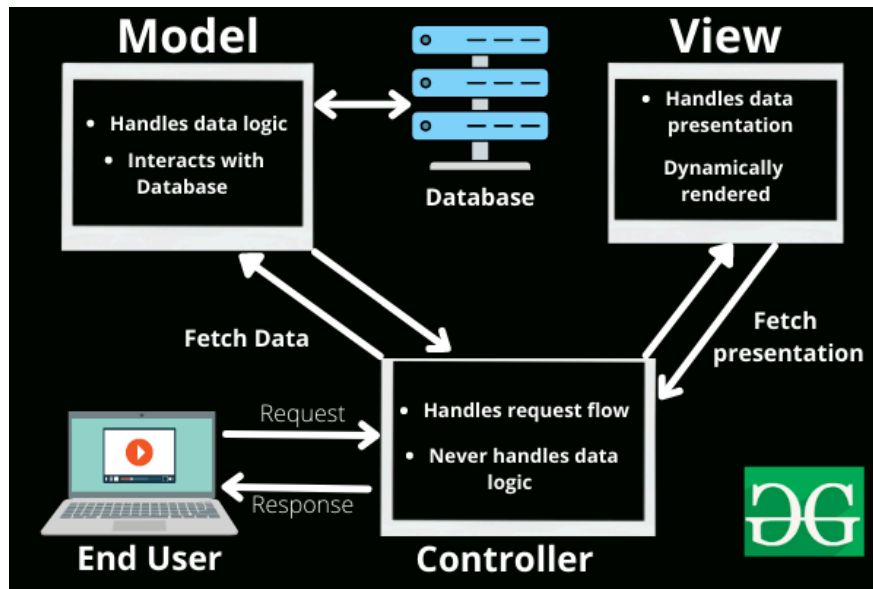 Model
View
• Handles data logic
• Interacts with
Database
Database
• Handles data
presentation
Dynamically
rendered
Fetch Data
Fetch
presentation
Request
Response
• Handles request flow
• Never handles data
logic
End User
Controller